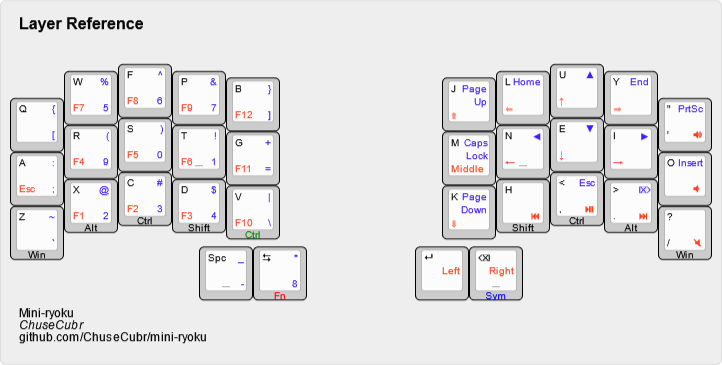 Layer Reference
Q {
[
W %
F7 5
F ^
F8 6
P &
F9 7
B }
F12 ]
J Page
Up
⇧
L Home
⇐
U ▲
↑
Y End
⇒
" PrtSc
' 🔊
A :
Esc ;
R (
F4 9
S )
F5 0
T !
F6 _ 1
G +
F11 =
M Caps
Lock
Middle
N ◀
← _
E ▼
↓
I ▶
→
O Insert
🔉
Z ~
`
Win
X @
F1 2
Alt
C #
F2 3
Ctrl
D $
F3 4
Shift
V |
F10 \
Ctrl
K Page
Down
⇩
H
⏮
Shift
< Esc
, ⏯
Ctrl
> ⌦
. ⏭
Alt
?
/ 🔇
Win
Spc _
_ -
⇆ *
8
Fn
↵
Left
⌫
Right
_
Sym
Mini-ryoku
ChuseCubr
github.com/ChuseCubr/mini-ryoku